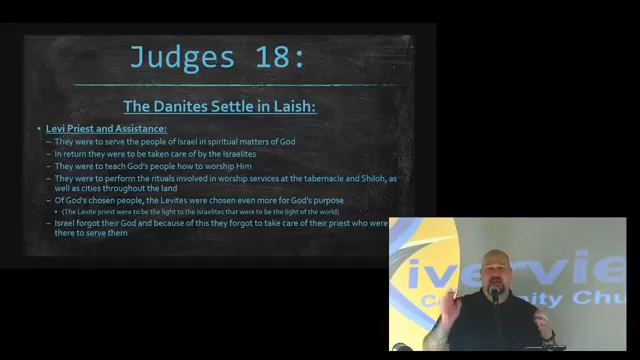 Judges 18:
The Danites Settle in Laish:
▪ Levi Priest and Assistance:
– They were to serve the people of Israel in spiritual matters of God
– In return they were to be taken care of by the Israelites
– They were to teach God's people how to worship Him
– They were to perform the rituals involved in worship services at the tabernacle and Shiloh, as
well as cities throughout the land
– Of God's chosen people, the Levites were chosen even more for God's purpose
▪ (The Levite priest were to be the light to the Israelites that were to be the light of the world)
– Israel forgot their God and because of this they forgot to take care of their priest who were
there to serve them
iverview